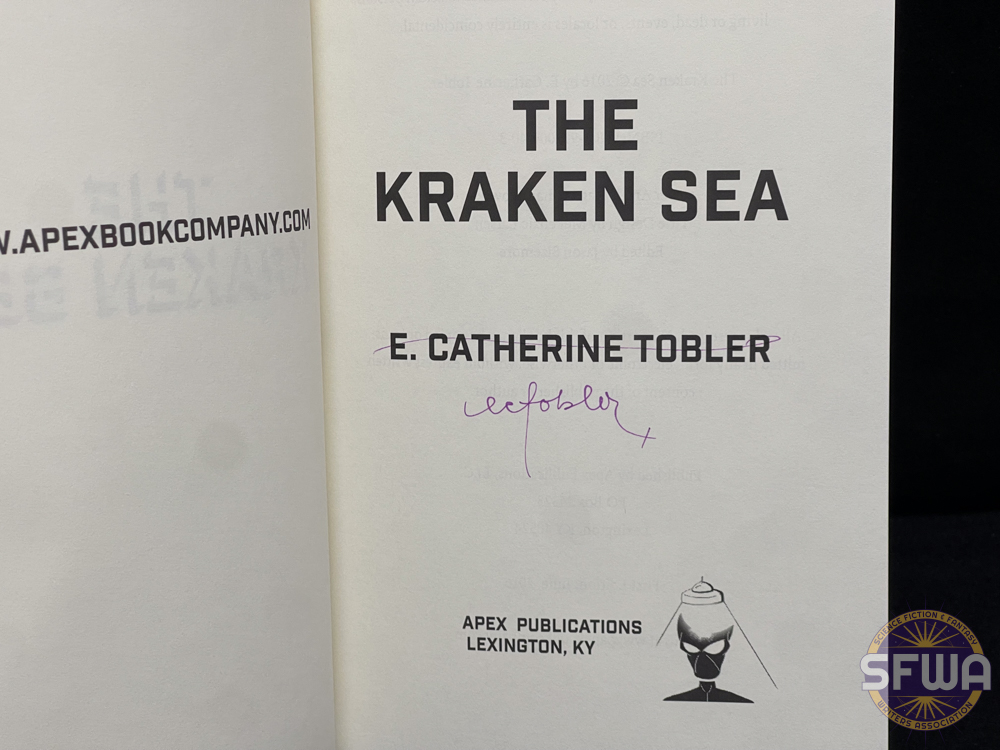 W.APEXBOOKCOMPANY.COM
THE
KRAKEN SEA
E. CATHERINE TOBLER
ectobler
APEX PUBLICATIONS
LEXINGTON, KY
SCIENCE FICTION & FANTASY
SFWA
WRITERS ASSOCIATION